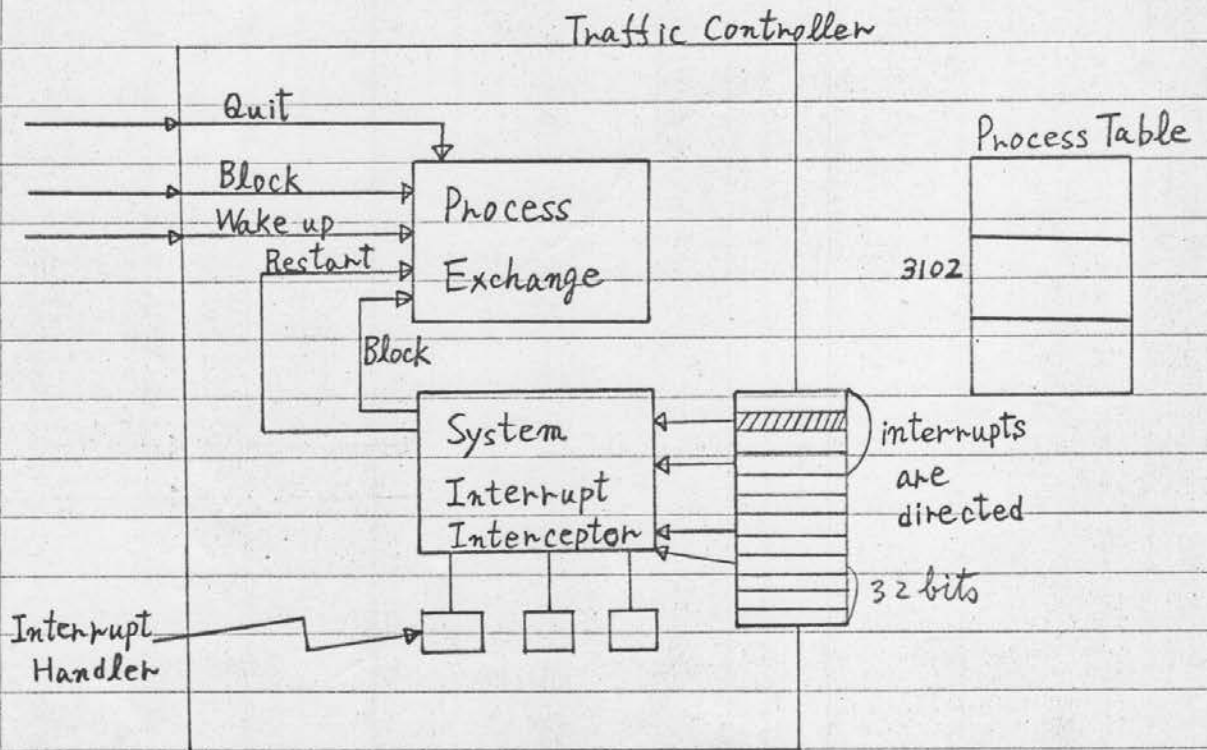 Traffic Controller
Quit
Block
Wake up
Restart
Process
Exchange
Block
Process Table
3102
System
Interrupt
Interceptor
interrupts
are
directed
32 bits
Interrupt
Handler